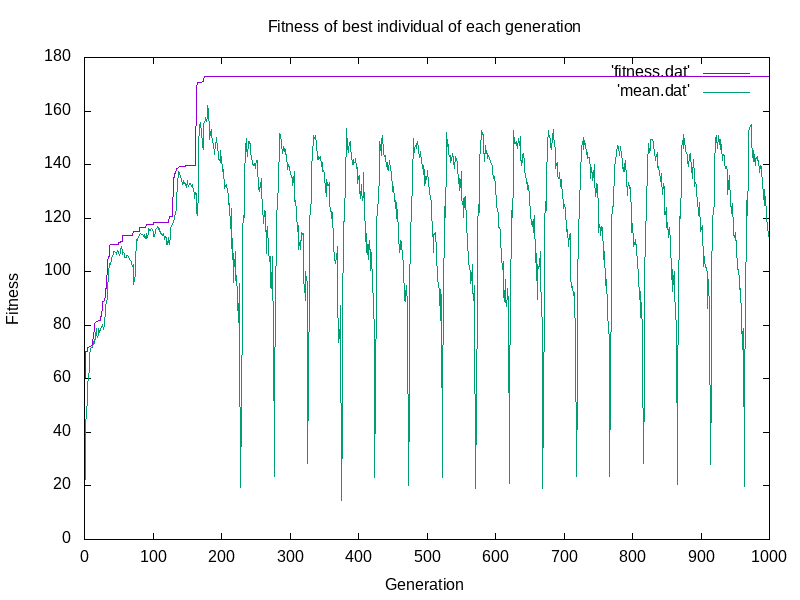 Fitness of best individual of each generation
180
160
140
120
100
80
60
40
20
0
'fitness.dat'
'mean.dat'
Fitness
0 100 200 300 400 500 600 700 800 900 1000
Generation